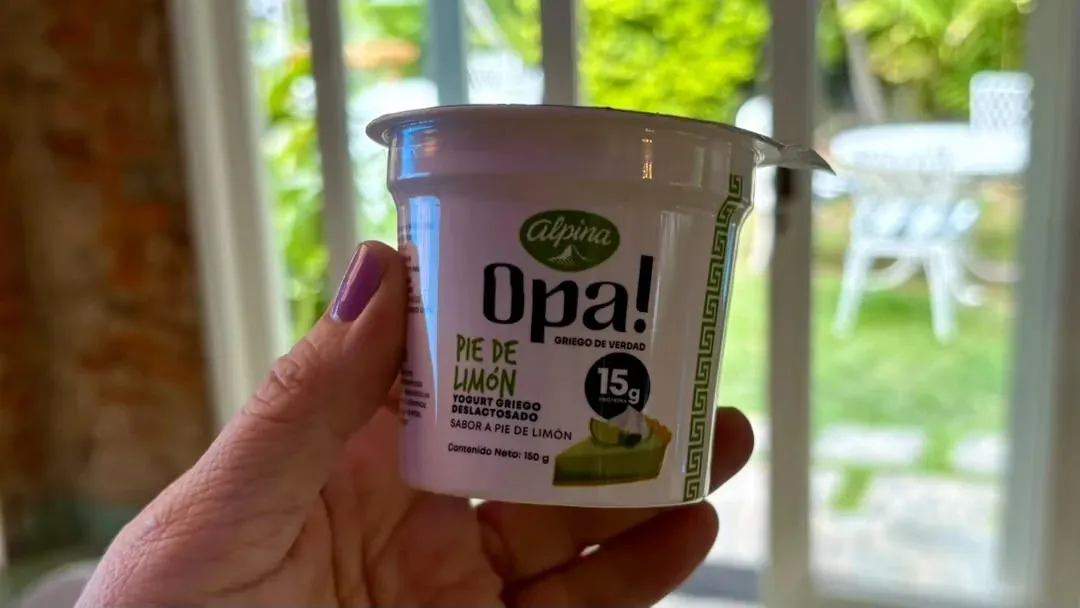 Alpina
Opa!
GRIEGO DE VERDAD
PIE DE
LIMÓN
15g
PROTEÍNA
YOGURT GRIEGO
DESLACTOSADO
SABOR A PIE DE LIMÓN
Contenido Neto: 150 g